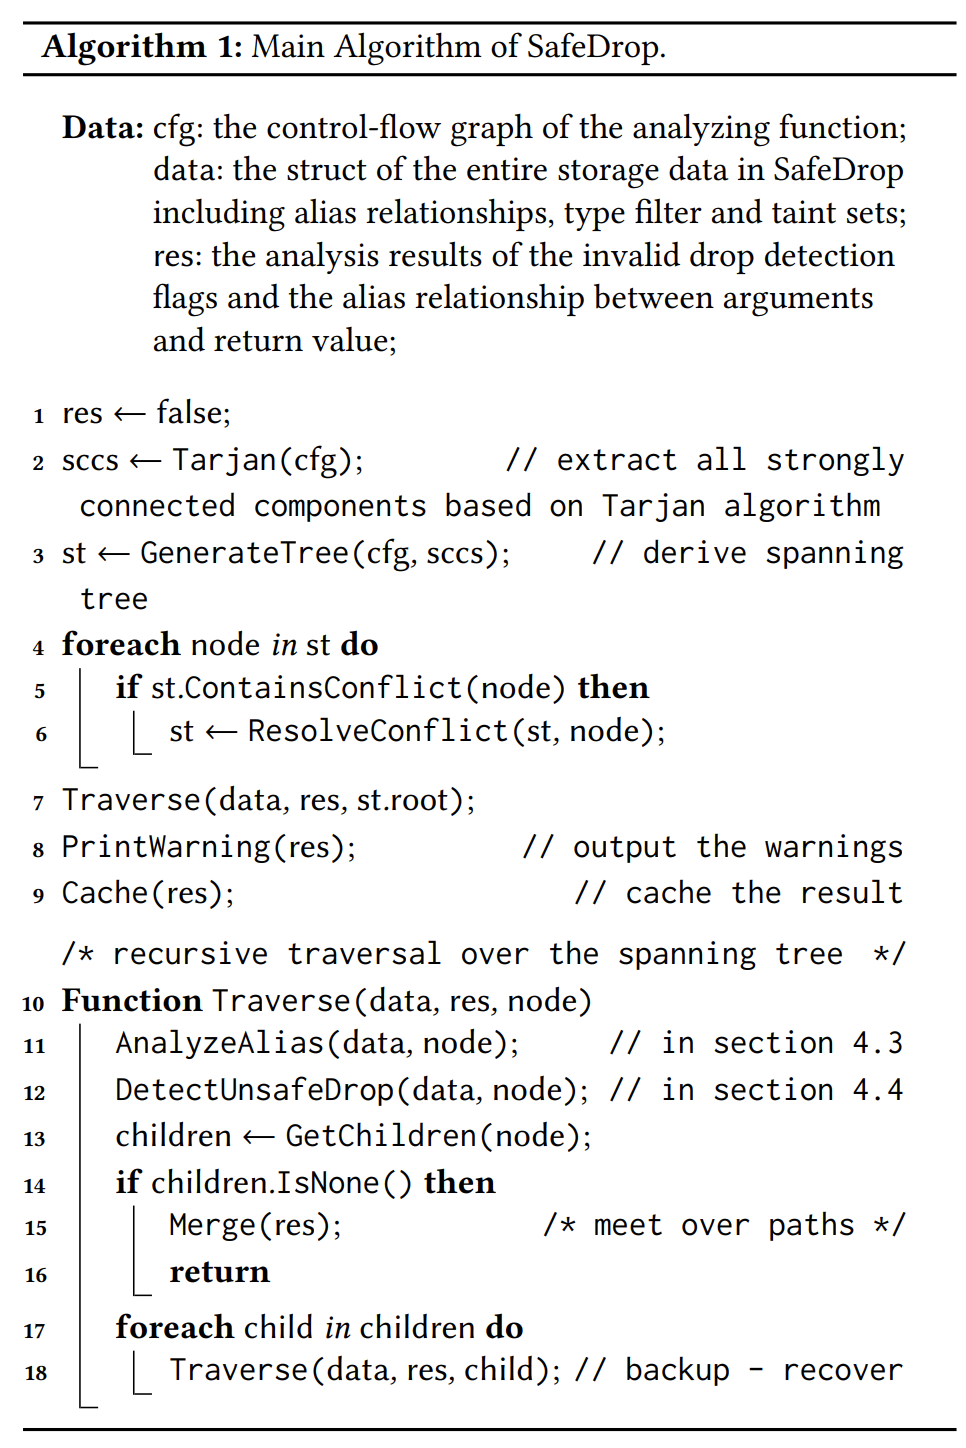 Algorithm 1: Main Algorithm of SafeDrop.
Data: cfg: the control-flow graph of the analyzing function;
data: the struct of the entire storage data in SafeDrop
including alias relationships, type filter and taint sets;
res: the analysis results of the invalid drop detection
flags and the alias relationship between arguments
and return value;
1 res ← false;
2 sccs ← Tarjan(cfg); // extract all strongly
connected components based on Tarjan algorithm
3 st ← GenerateTree(cfg, sccs); // derive spanning
tree
4 foreach node in st do
5 if st.ContainsConflict(node) then
6 st ← ResolveConflict(st, node);
7 Traverse(data, res, st.root);
8 PrintWarning(res); // output the warnings
9 Cache(res); // cache the result
/* recursive traversal over the spanning tree */
10 Function Traverse(data, res, node)
11 AnalyzeAlias(data, node); // in section 4.3
12 DetectUnsafeDrop(data, node); // in section 4.4
13 children ← GetChildren(node);
14 if children.IsNone() then
15 Merge(res); /* meet over paths */
16 return
17 foreach child in children do
18 Traverse(data, res, child); // backup - recover